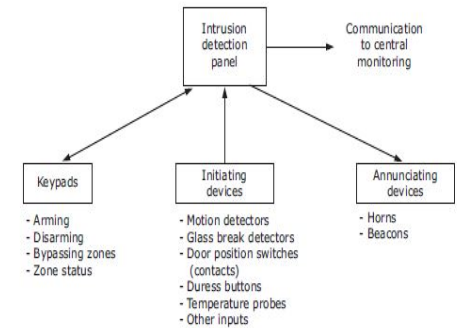 Intrusion
detection
panel
Communication
to central
monitoring
Keypads
- Arming
- Disarming
- Bypassing zones
- Zone status
Initiating
devices
- Motion detectors
- Glass break detectors
- Door position switches
(contacts)
- Duress buttons
- Temperature probes
- Other inputs
Annunciating
devices
- Horns
- Beacons